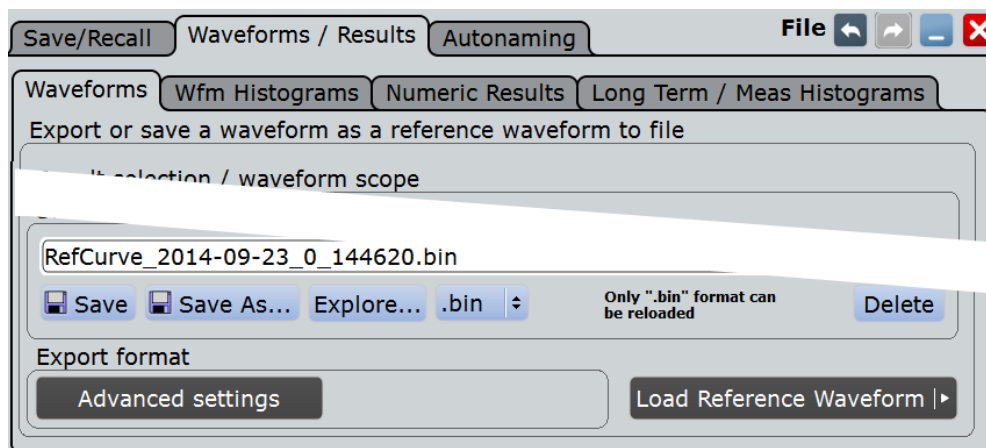 Save/Recall Waveforms / Results Autonaming File
Waveforms Wfm Histograms Numeric Results Long Term / Meas Histograms
Export or save a waveform as a reference waveform to file
selection / waveform scope
RefCurve_2014-09-23_0_144620.bin
Save Save As... Explore... .bin Only ".bin" format can
be reloaded Delete
Export format
Advanced settings Load Reference Waveform